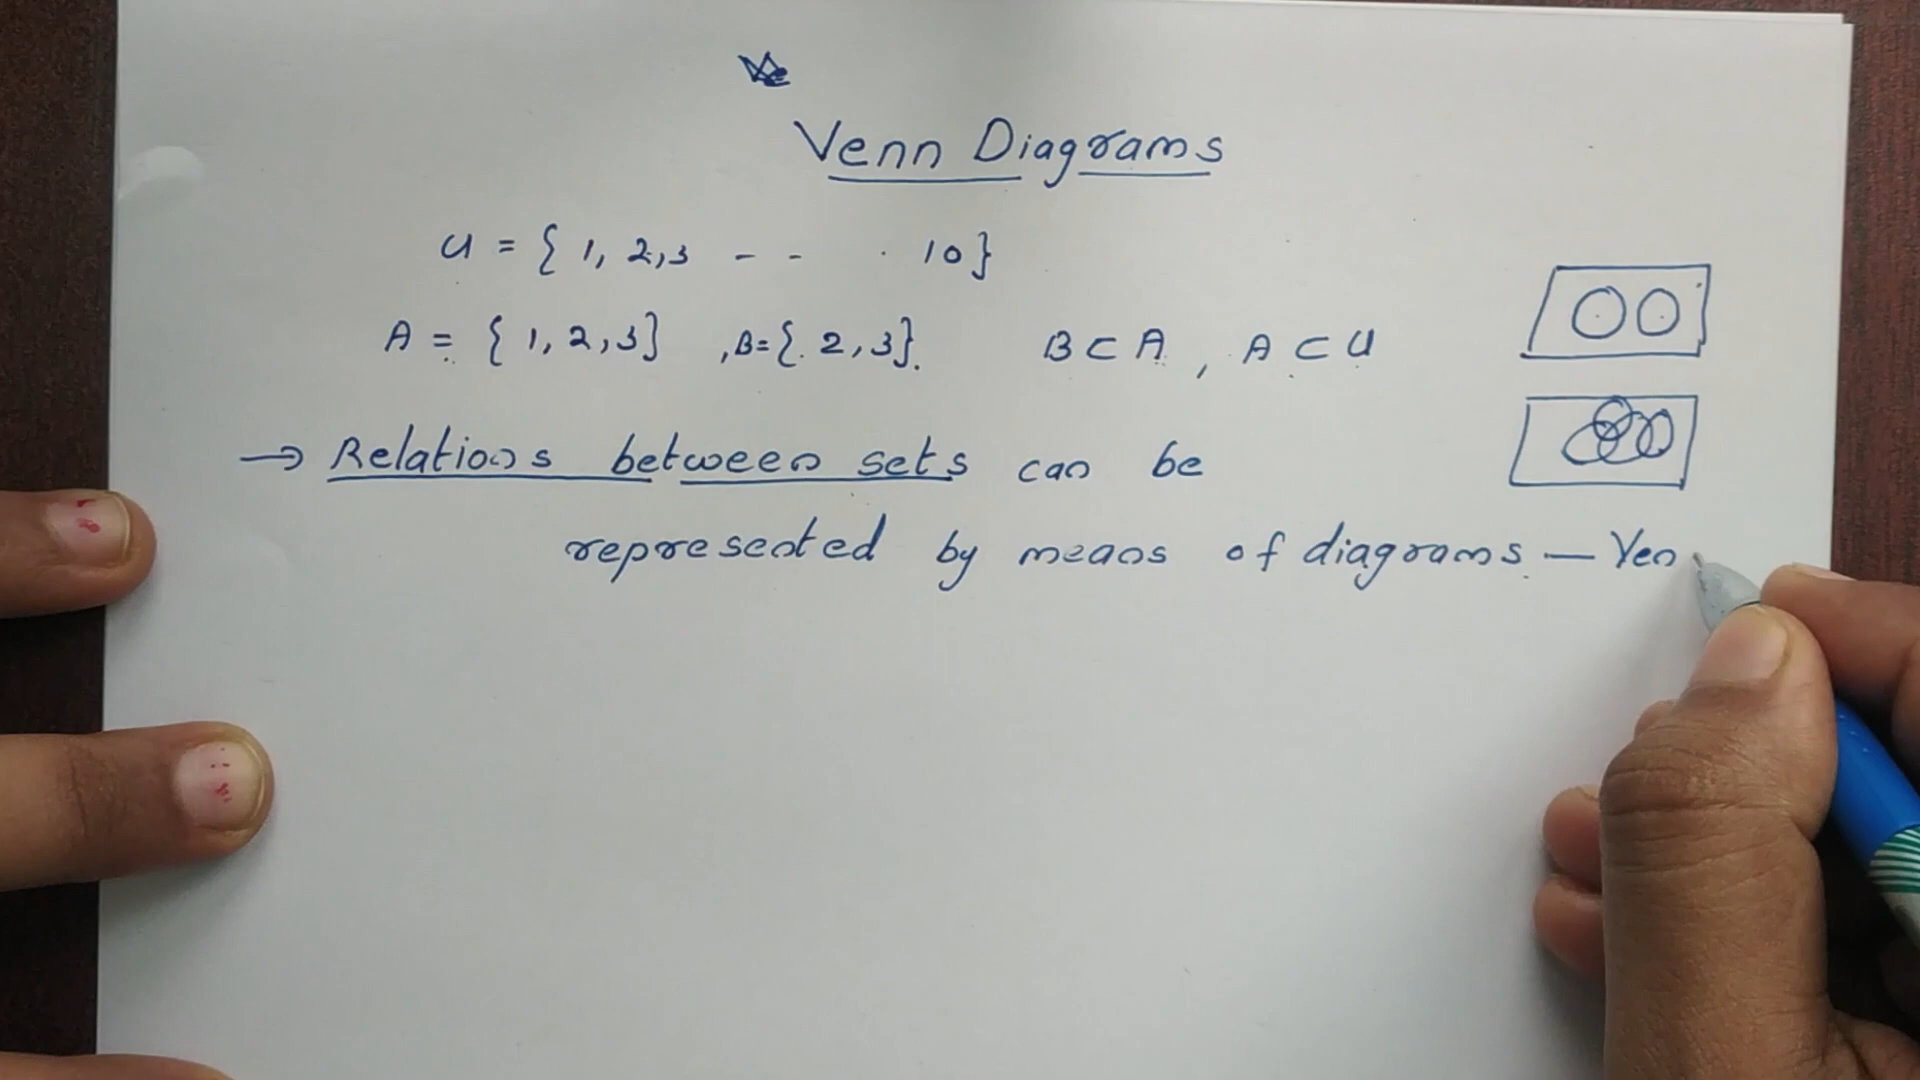 Venn Diagrams
U = { 1, 2, 3 - - . 10}
A = { 1, 2, 3} , B = { 2, 3}. B ⊂ A , A ⊂ U
→ Relations between sets can be
represented by means of diagrams. — Ven